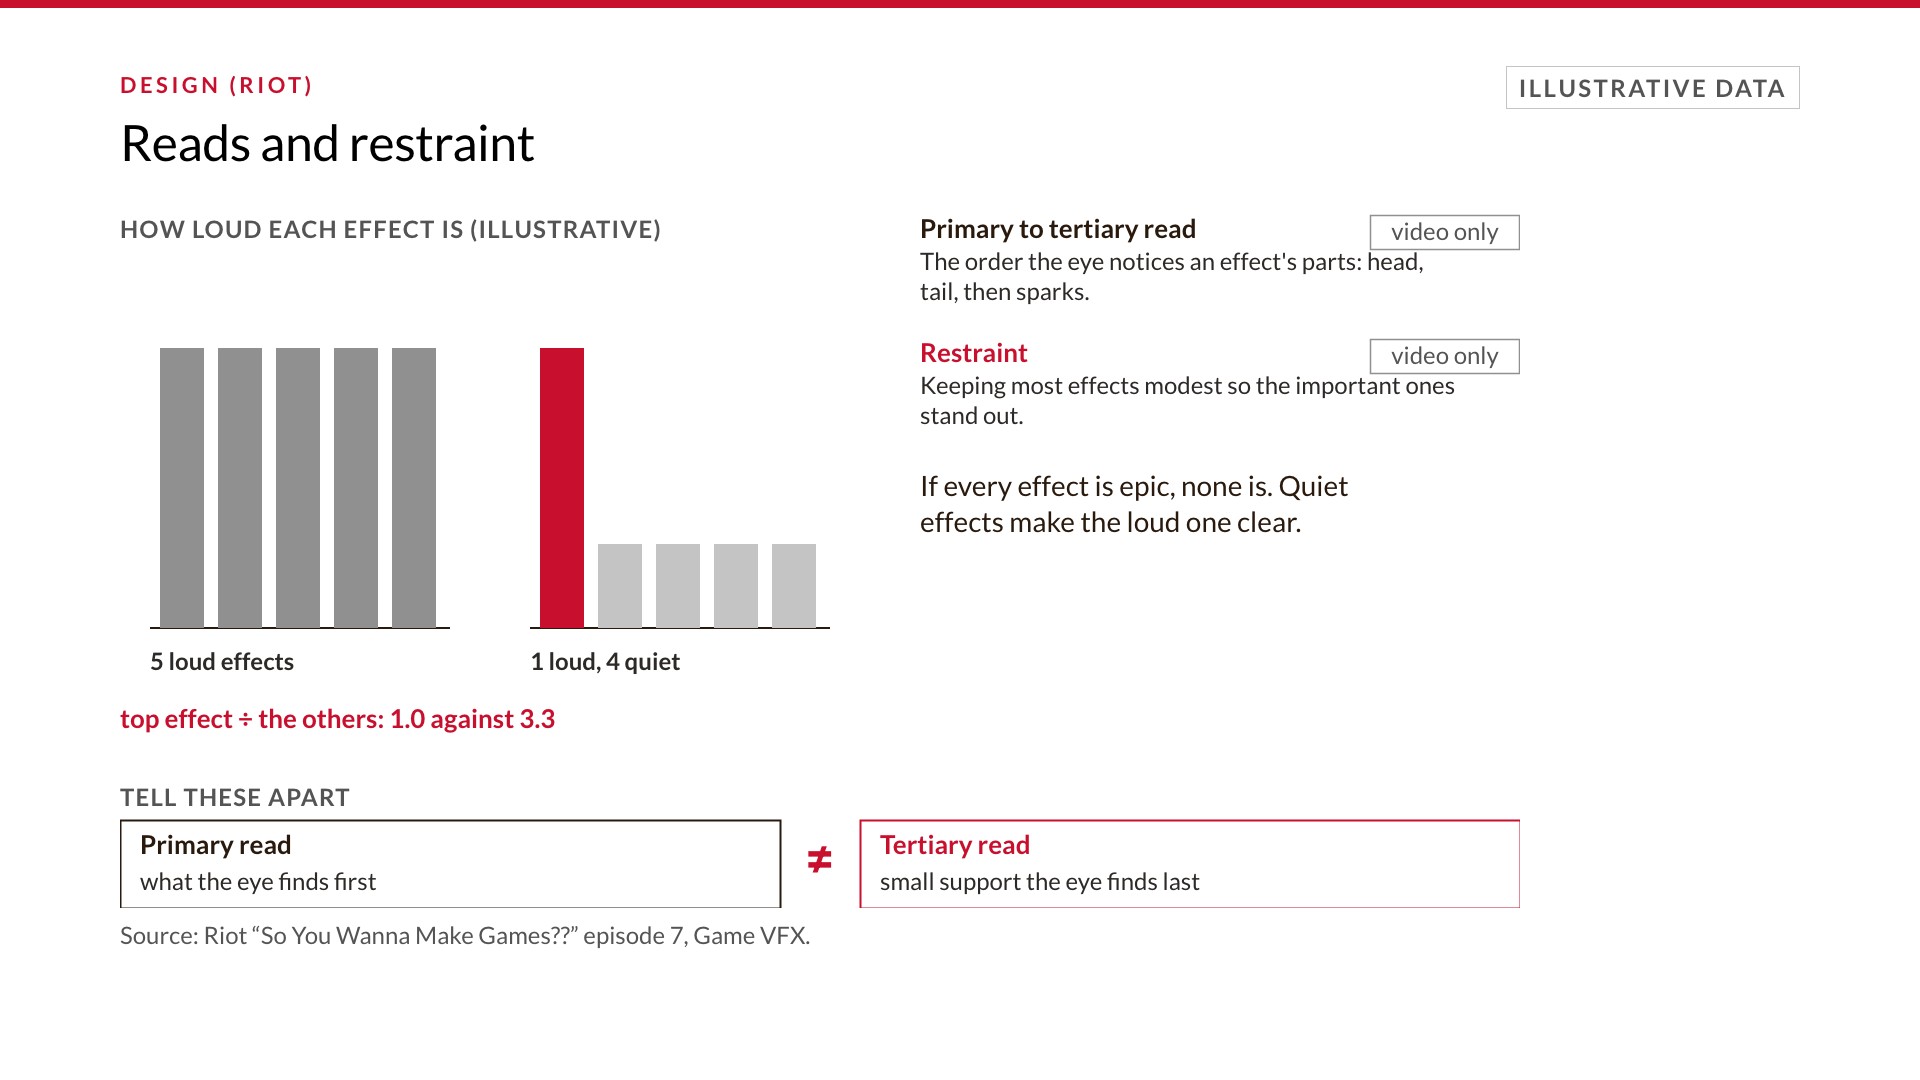 DESIGN (RIOT)
ILLUSTRATIVE DATA
Reads and restraint
HOW LOUD EACH EFFECT IS (ILLUSTRATIVE)
5 loud effects
1 loud, 4 quiet
top effect ÷ the others: 1.0 against 3.3
Primary to tertiary read
video only
The order the eye notices an effect's parts: head,
tail, then sparks.
Restraint
video only
Keeping most effects modest so the important ones
stand out.
If every effect is epic, none is. Quiet
effects make the loud one clear.
TELL THESE APART
Primary read
what the eye finds first
≠
Tertiary read
small support the eye finds last
Source: Riot “So You Wanna Make Games??” episode 7, Game VFX.